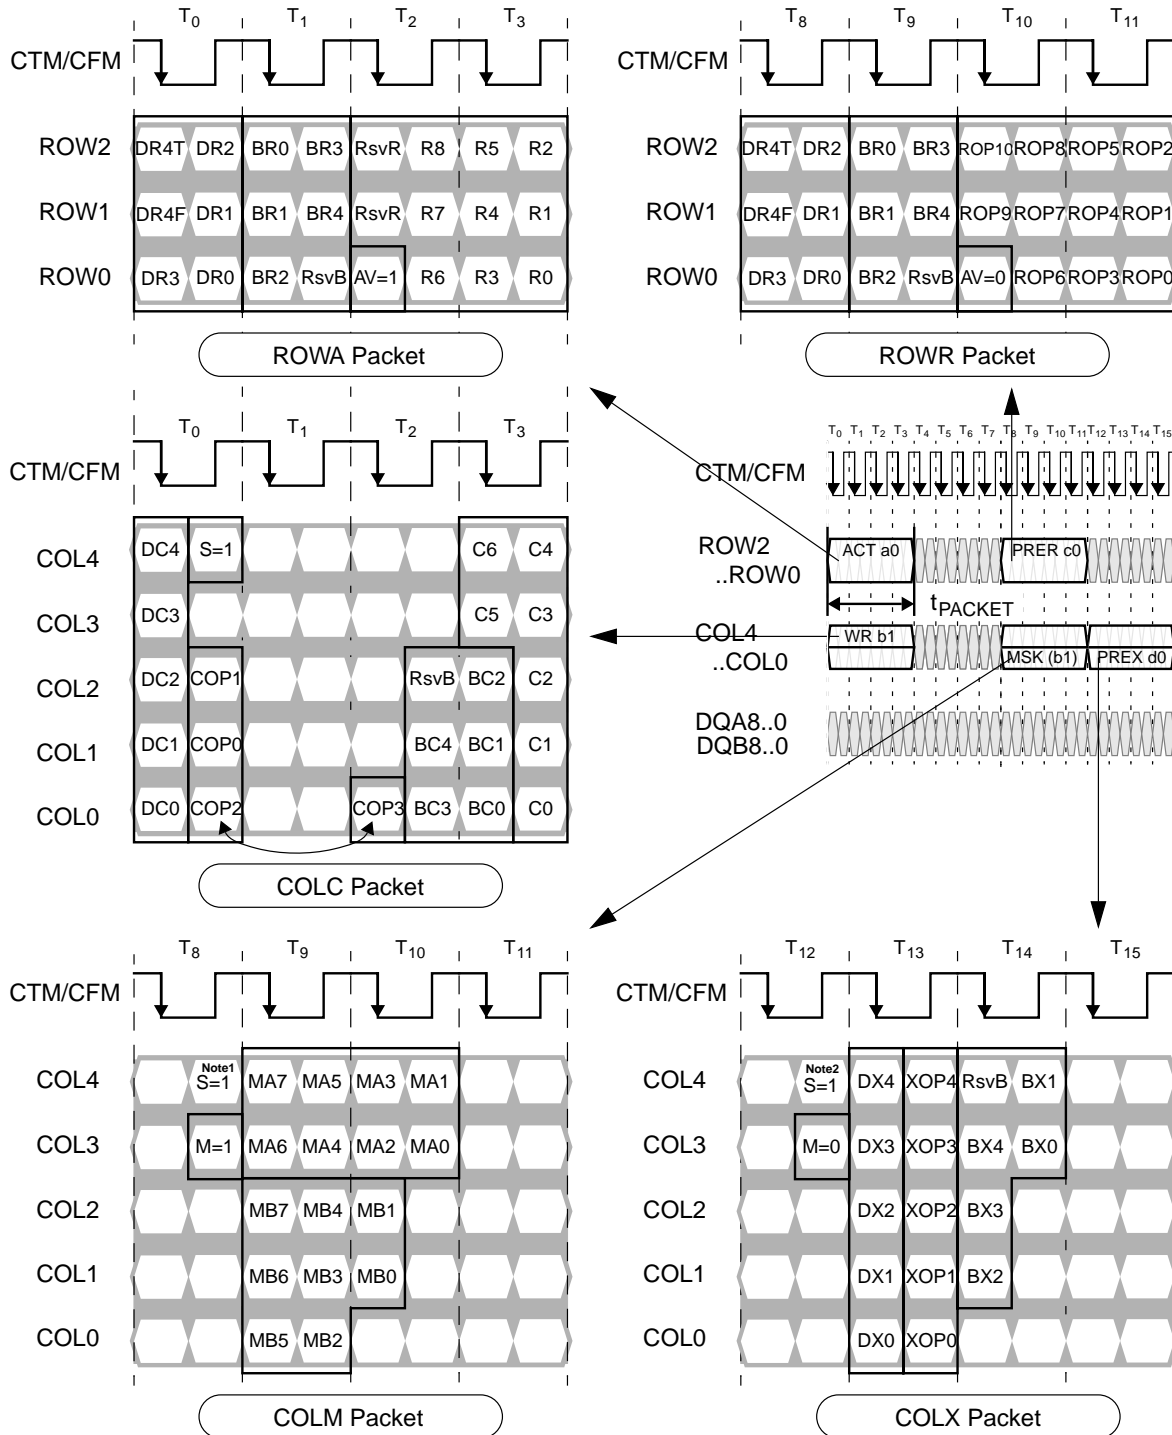 T0 T1 T2 T3
CTM/CFM
ROW2 DR4T DR2 BR0 BR3 RsvR R8 R5 R2
ROW1 DR4F DR1 BR1 BR4 RsvR R7 R4 R1
ROW0 DR3 DR0 BR2 RsvB AV=1 R6 R3 R0
ROWA Packet
T8 T9 T10 T11
CTM/CFM
ROW2 DR4T DR2 BR0 BR3 ROP10 ROP8 ROP5 ROP2
ROW1 DR4F DR1 BR1 BR4 ROP9 ROP7 ROP4 ROP1
ROW0 DR3 DR0 BR2 RsvB AV=0 ROP6 ROP3 ROP0
ROWR Packet
T0 T1 T2 T3
CTM/CFM
COL4 DC4 S=1 C6 C4
COL3 DC3 C5 C3
COL2 DC2 COP1 RsvB BC2 C2
COL1 DC1 COP0 BC4 BC1 C1
COL0 DC0 COP2 COP3 BC3 BC0 C0
COLC Packet
T0 T1 T2 T3 T4 T5 T6 T7 T8 T9 T10 T11 T12 T13 T14 T15
CTM/CFM
ROW2 ACT a0 PRER c0
..ROW0
tPACKET
COL4 WR b1
..COL0 MSK (b1) PREX d0
DQA8..0
DQB8..0
T8 T9 T10 T11
CTM/CFM
Note1
COL4 S=1 MA7 MA5 MA3 MA1
COL3 M=1 MA6 MA4 MA2 MA0
COL2 MB7 MB4 MB1
COL1 MB6 MB3 MB0
COL0 MB5 MB2
COLM Packet
T12 T13 T14 T15
CTM/CFM
Note2
COL4 S=1 DX4 XOP4 RsvB BX1
COL3 M=0 DX3 XOP3 BX4 BX0
COL2 DX2 XOP2 BX3
COL1 DX1 XOP1 BX2
COL0 DX0 XOP0
COLX Packet